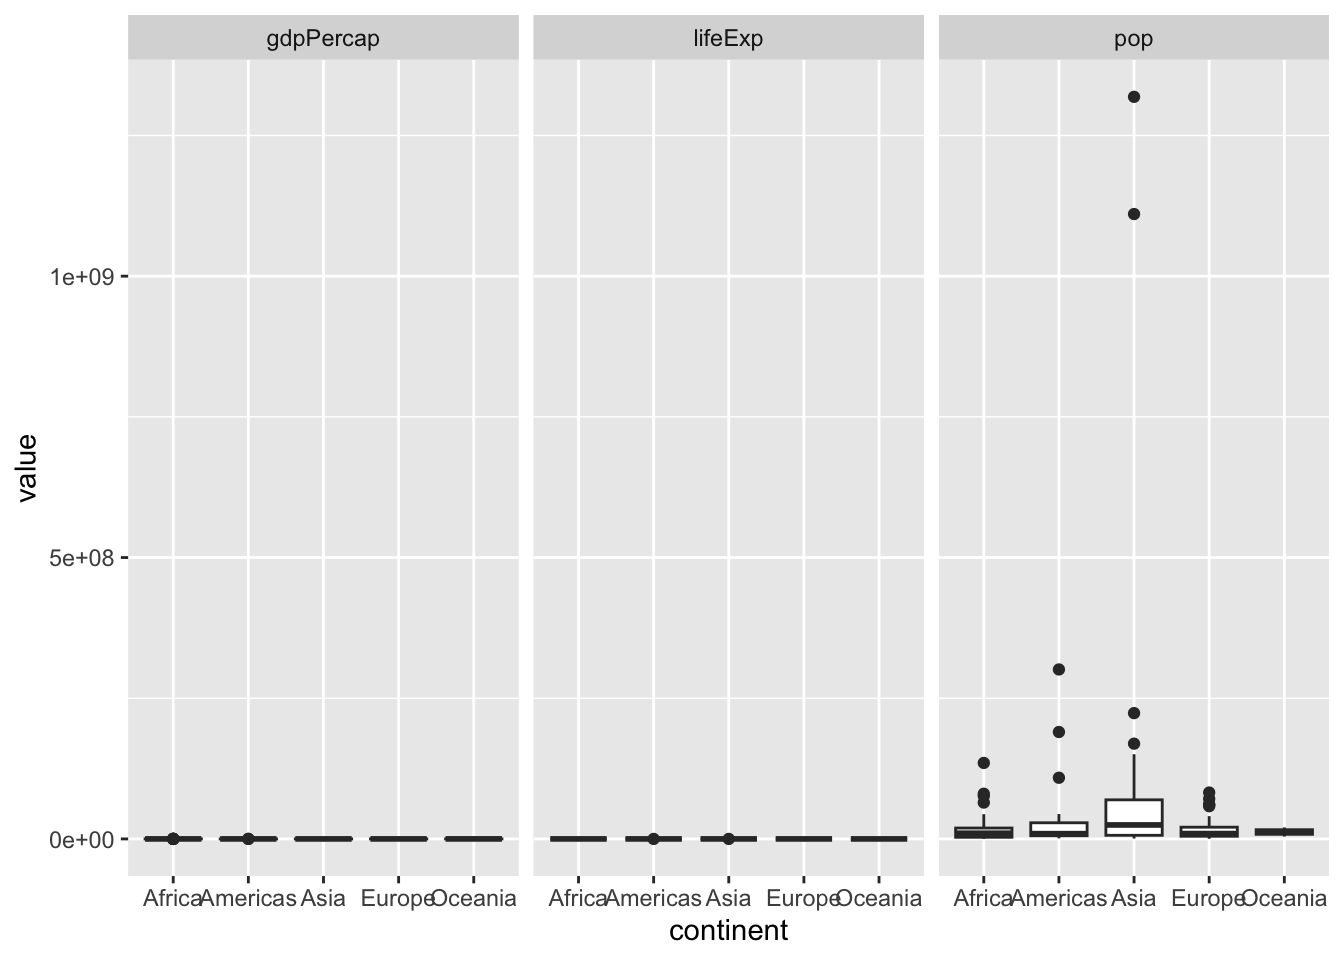 gdpPercap lifeExp pop
value
1e+09
5e+08
0e+00
Africa Americas Asia Europe Oceania Africa Americas Asia Europe Oceania Africa Americas Asia Europe Oceania
continent